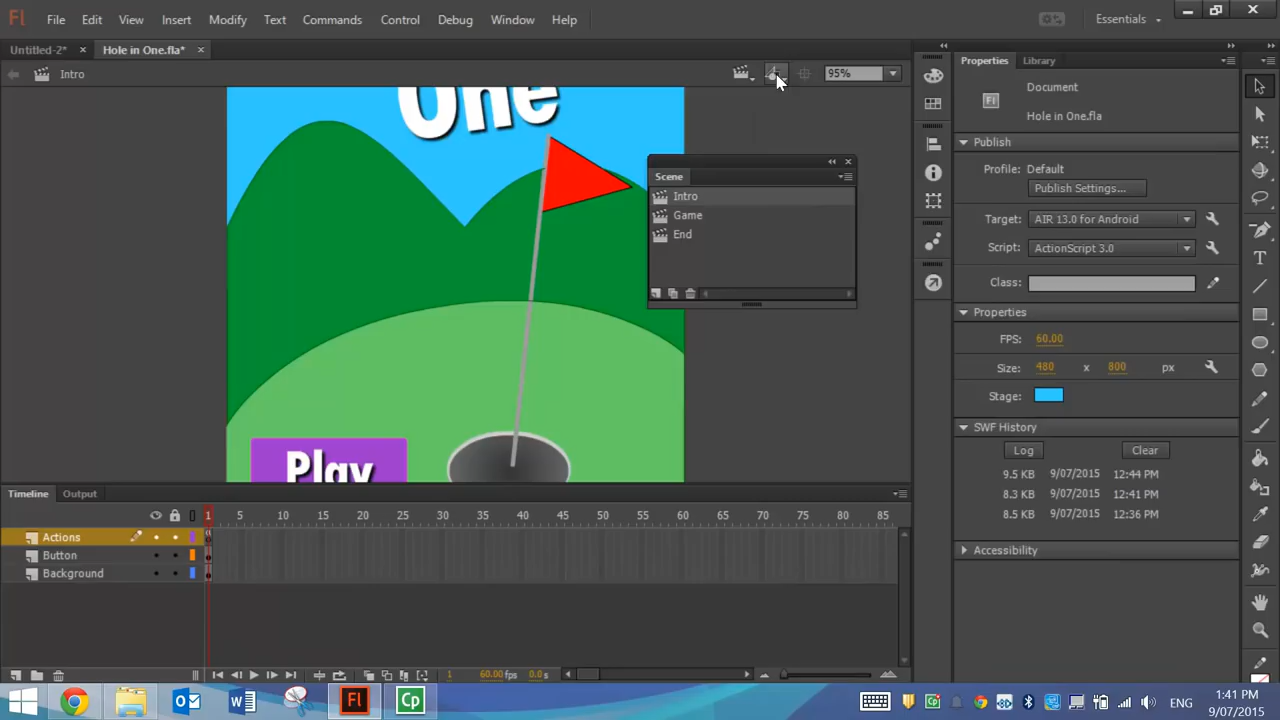 Fl File Edit View Insert Modify Text Commands Control Debug Window Help Essentials
Untitled-2* × Hole in One.fla* ×
Intro
95%
One
Play
Scene
Intro
Game
End
Properties Library
Document
Fl
Hole in One.fla
Publish
Profile: Default
Publish Settings...
Target: AIR 13.0 for Android
Script: ActionScript 3.0
Class:
Properties
FPS: 60.00
Size: 480 x 800 px
Stage:
SWF History
Log Clear
9.5 KB 9/07/2015 12:44 PM
8.3 KB 9/07/2015 12:41 PM
8.5 KB 9/07/2015 12:36 PM
Accessibility
Timeline Output
1 5 10 15 20 25 30 35 40 45 50 55 60 65 70 75 80 85
Actions
Button
Background
1 60.00fps 0.0s
Fl Cp
ENG
1:41 PM
9/07/2015